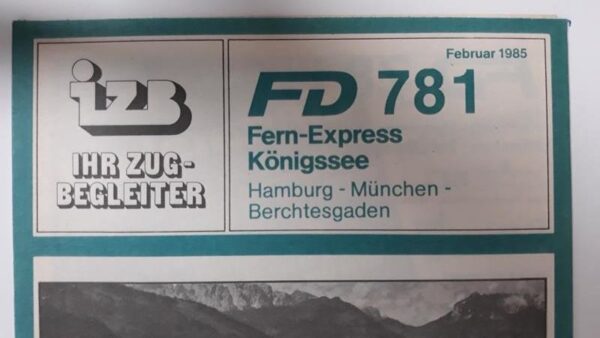 izb
IHR ZUG-
BEGLEITER
Februar 1985
FD 781
Fern-Express
Königssee
Hamburg - München -
Berchtesgaden